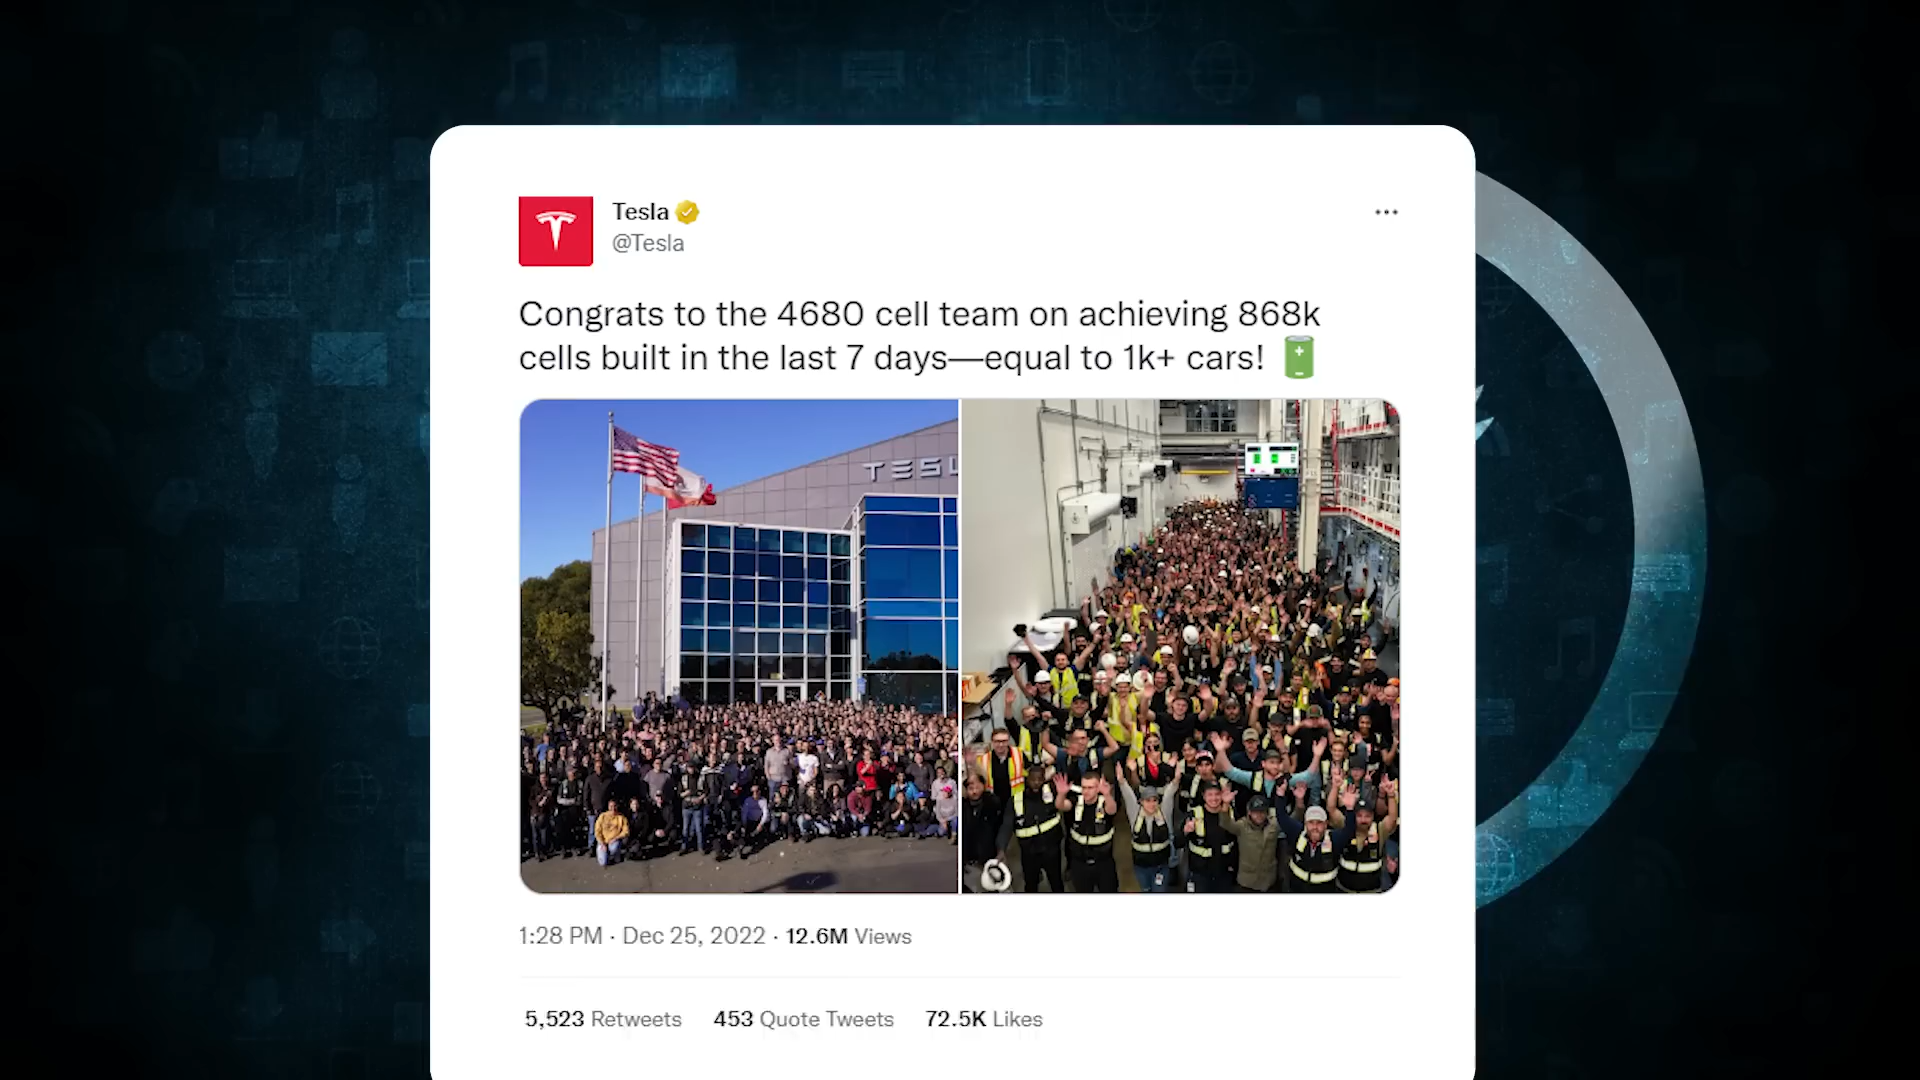 Tesla
@Tesla
Congrats to the 4680 cell team on achieving 868k
cells built in the last 7 days—equal to 1k+ cars! 🔋
TESL
1:28 PM · Dec 25, 2022 · 12.6M Views
5,523 Retweets 453 Quote Tweets 72.5K Likes